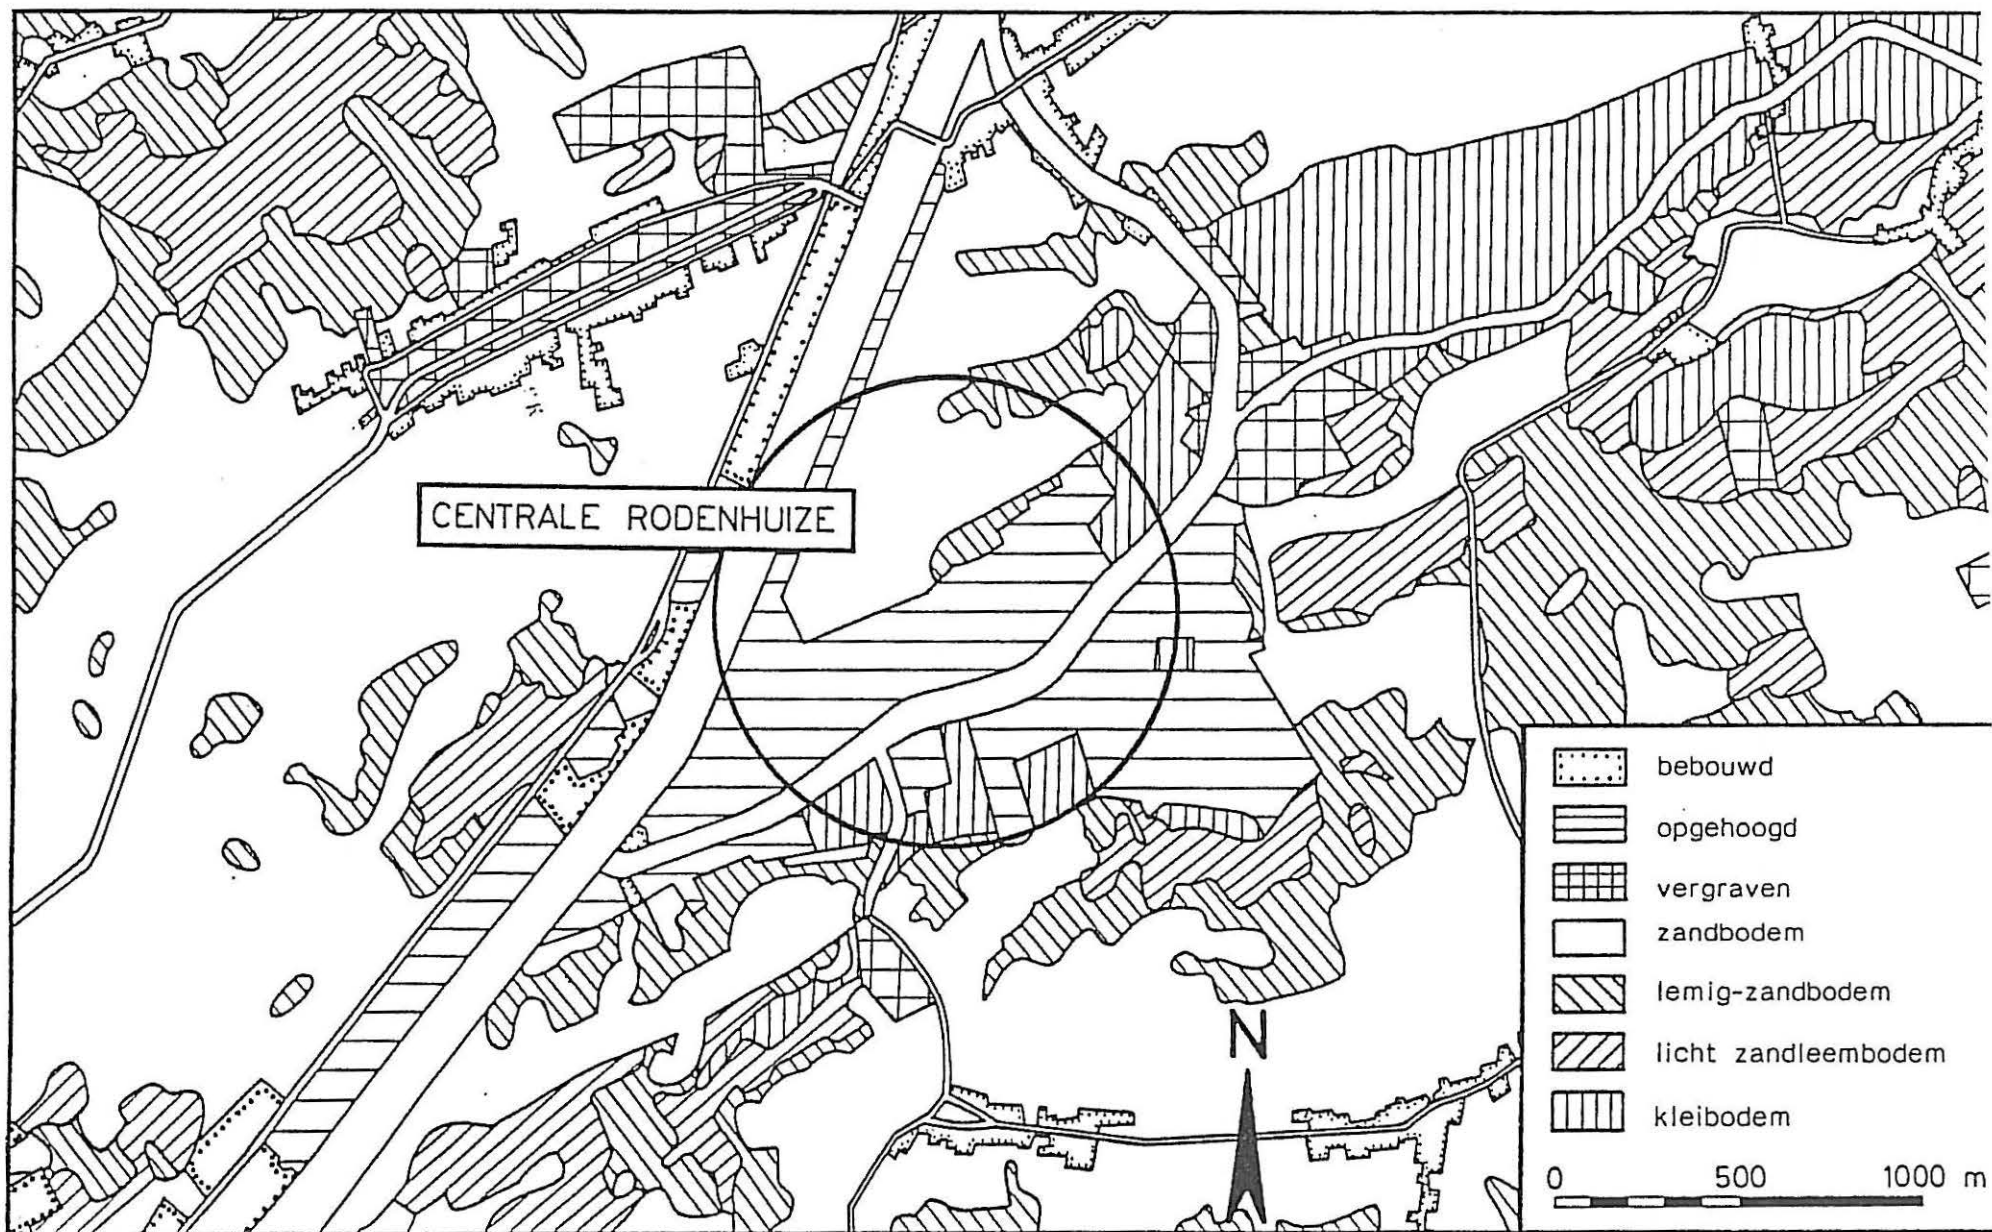 CENTRALE RODENHUIZE
bebouwd
opgehoogd
vergraven
zandbodem
lemig-zandbodem
licht zandleembodem
kleibodem
N
0 500 1000 m